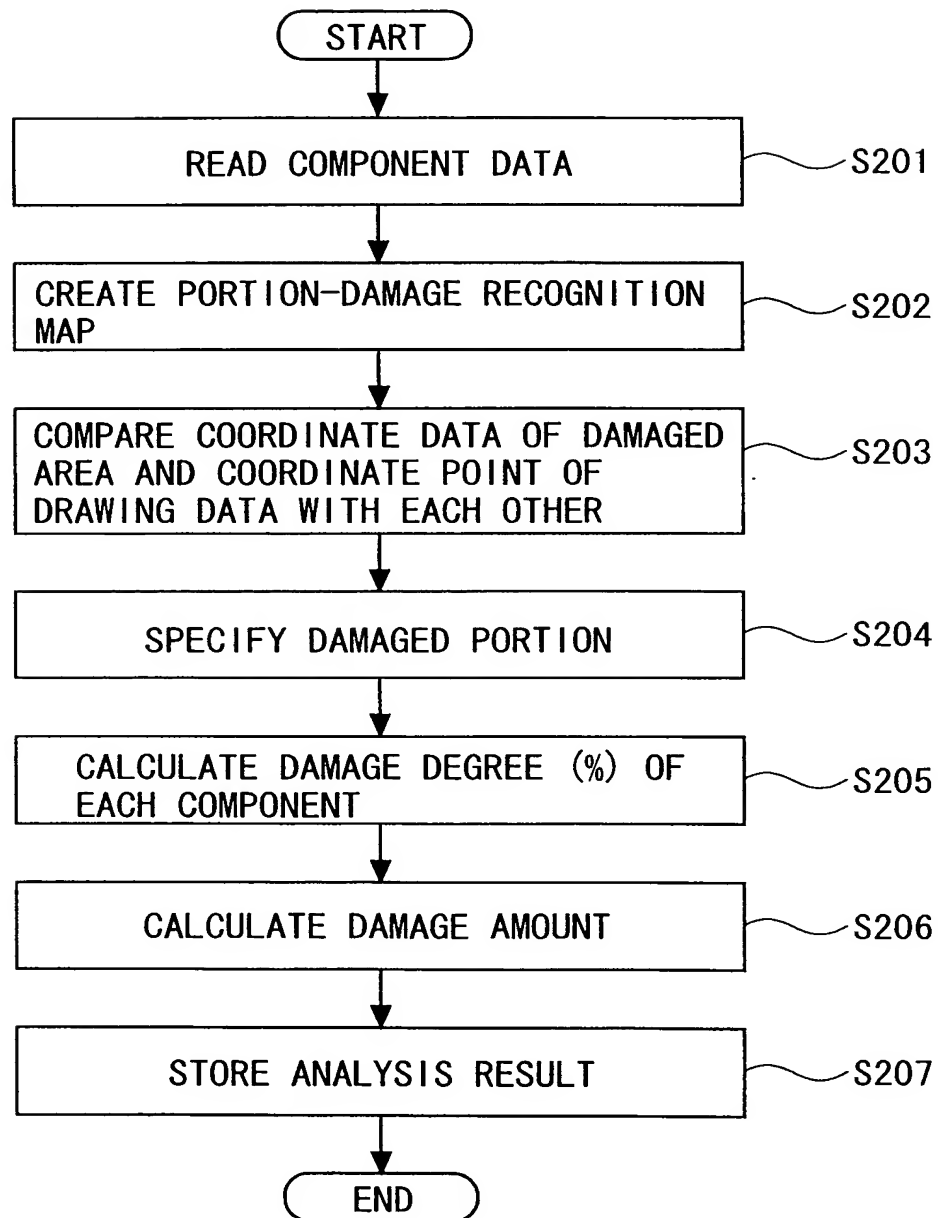 START
READ COMPONENT DATA
S201
CREATE PORTION-DAMAGE RECOGNITION
MAP
S202
COMPARE COORDINATE DATA OF DAMAGED
AREA AND COORDINATE POINT OF
DRAWING DATA WITH EACH OTHER
S203
SPECIFY DAMAGED PORTION
S204
CALCULATE DAMAGE DEGREE (%) OF
EACH COMPONENT
S205
CALCULATE DAMAGE AMOUNT
S206
STORE ANALYSIS RESULT
S207
END